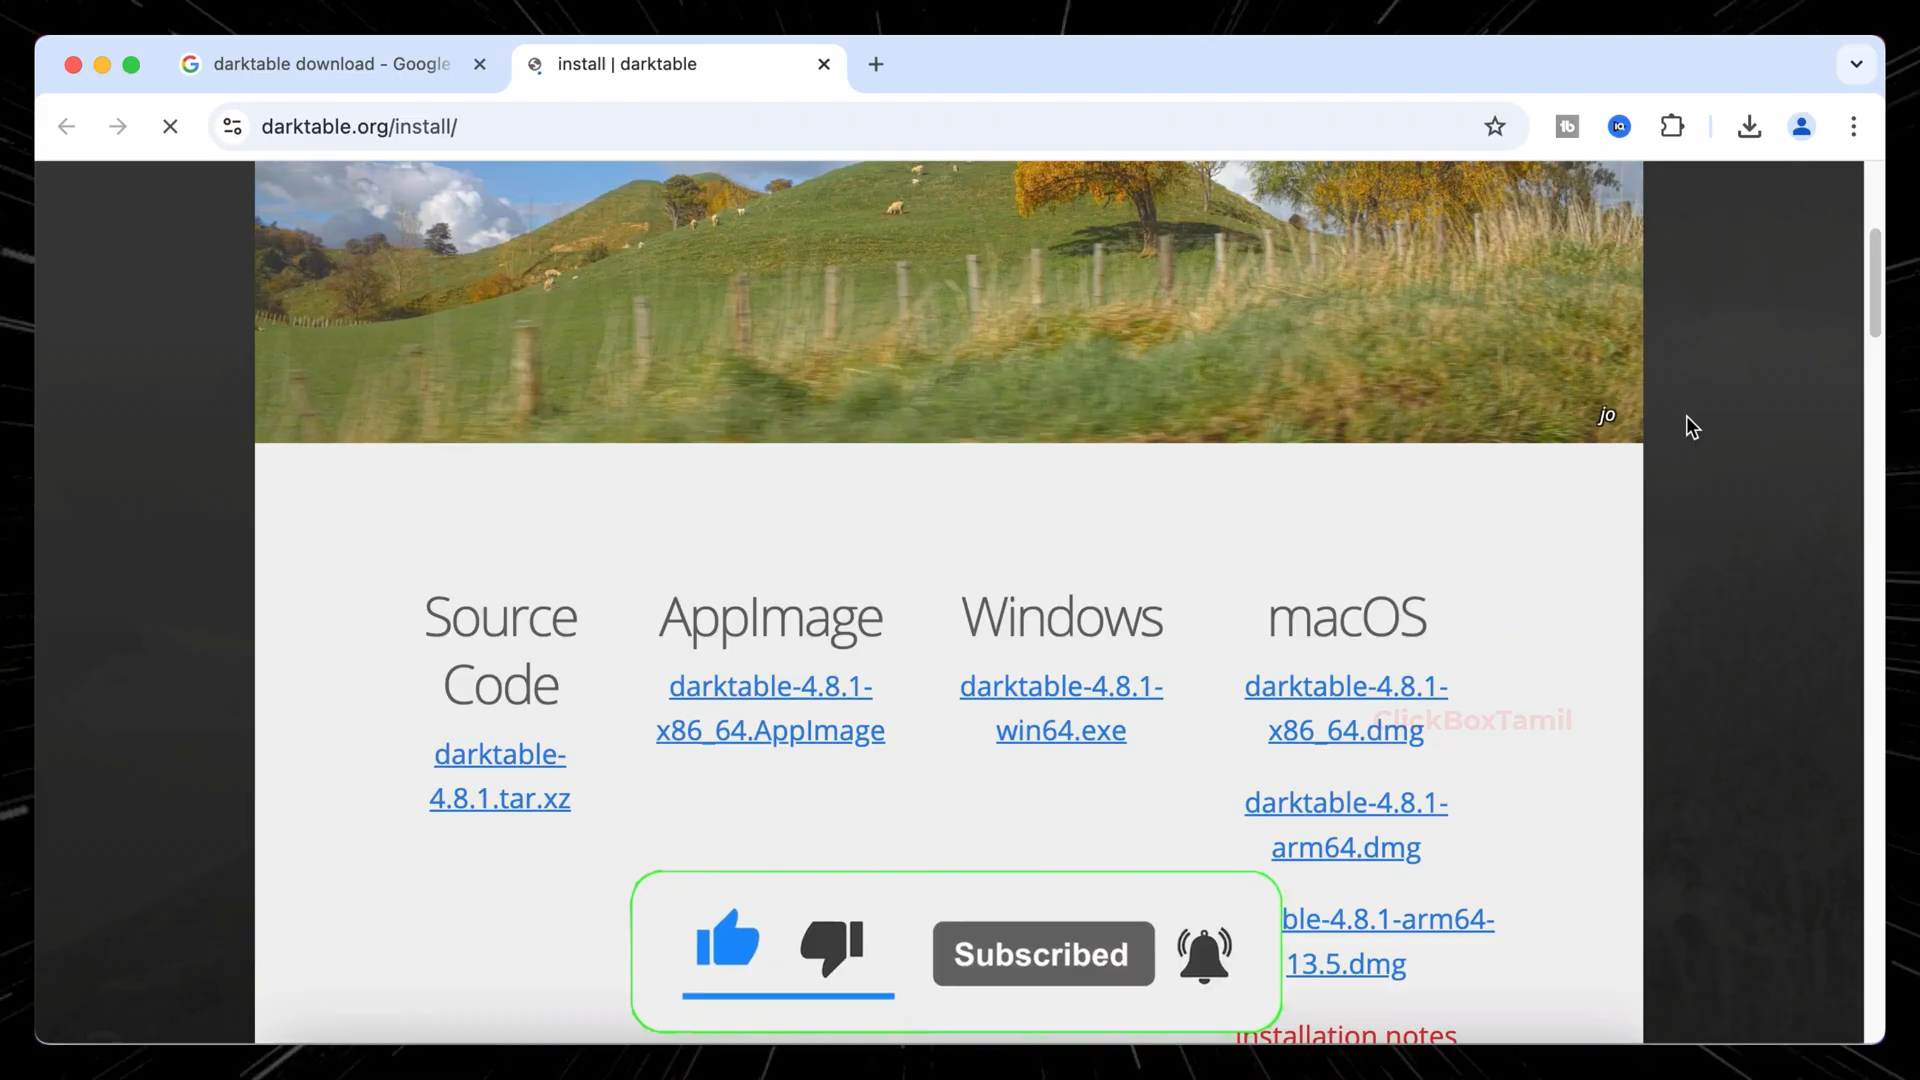 darktable download - Google
install | darktable
darktable.org/install/
jo
Source
Code
darktable-
4.8.1.tar.xz
AppImage
darktable-4.8.1-
x86_64.AppImage
Windows
darktable-4.8.1-
win64.exe
macOS
darktable-4.8.1-
x86_64.dmg
ClickBoxTamil
darktable-4.8.1-
arm64.dmg
ble-4.8.1-arm64-
13.5.dmg
installation notes
Subscribed